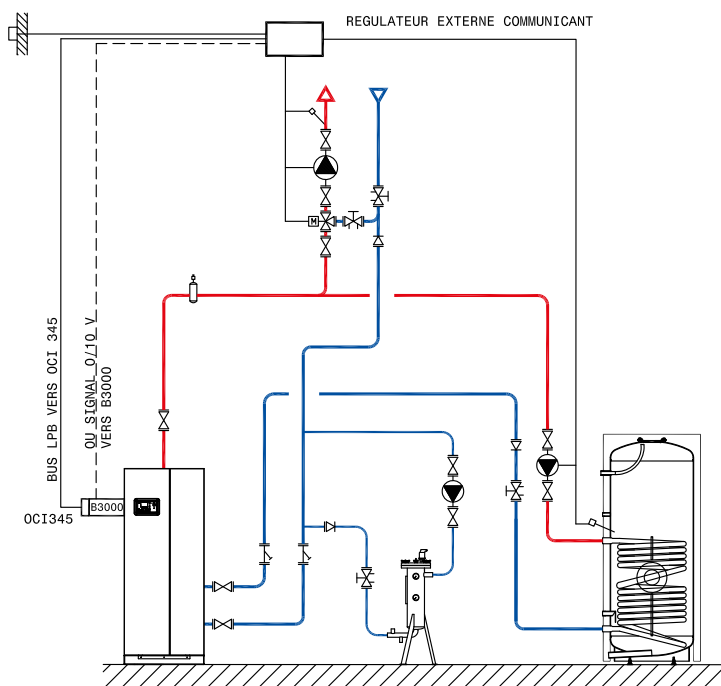 REGULATEUR EXTERNE COMMUNICANT
M
BUS LPB VERS OCI 345
OU SIGNAL 0/10 V
VERS B3000
B3000
OCI345